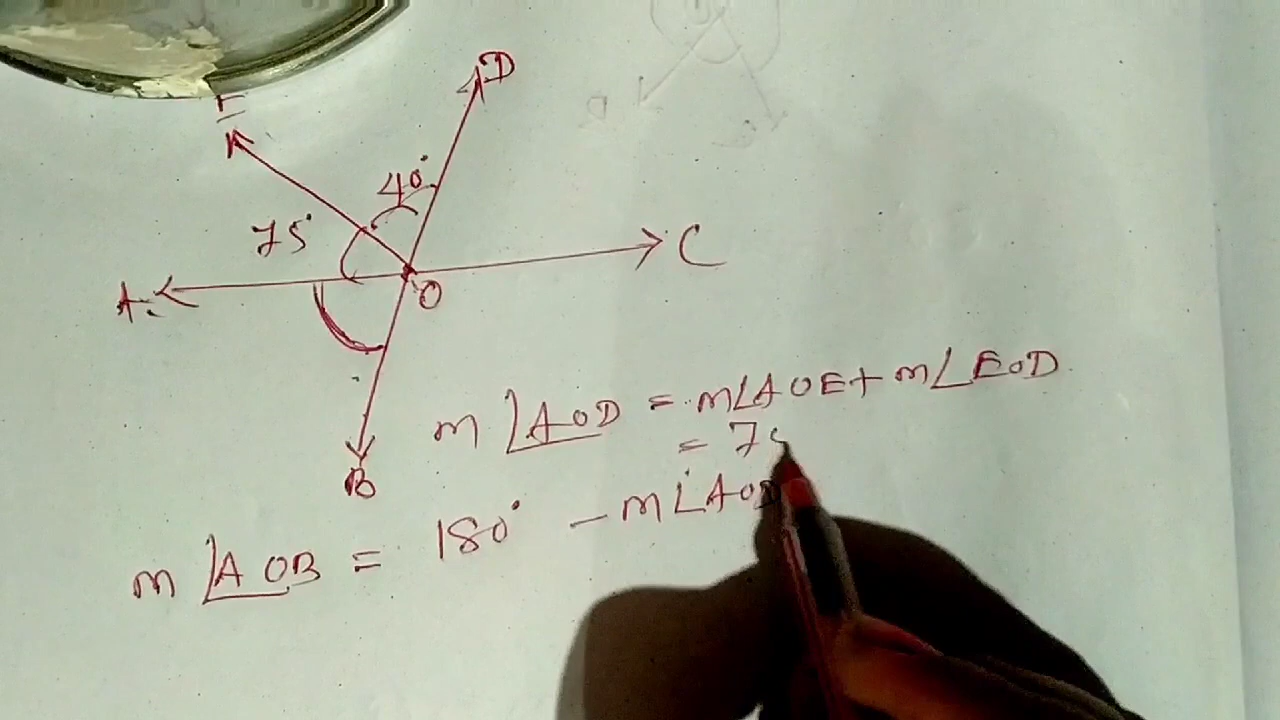 E
D
40°
75°
C
A
O
B
m ∠AOD = m∠AOE + m∠EOD
= 75
m ∠AOB = 180° - m∠AOD